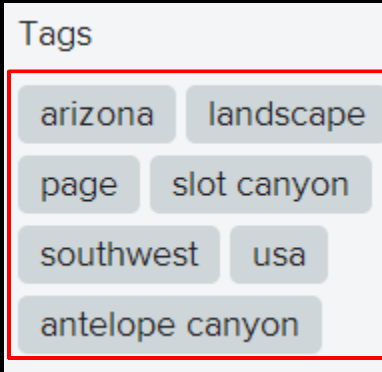 Tags
arizona landscape
page slot canyon
southwest usa
antelope canyon